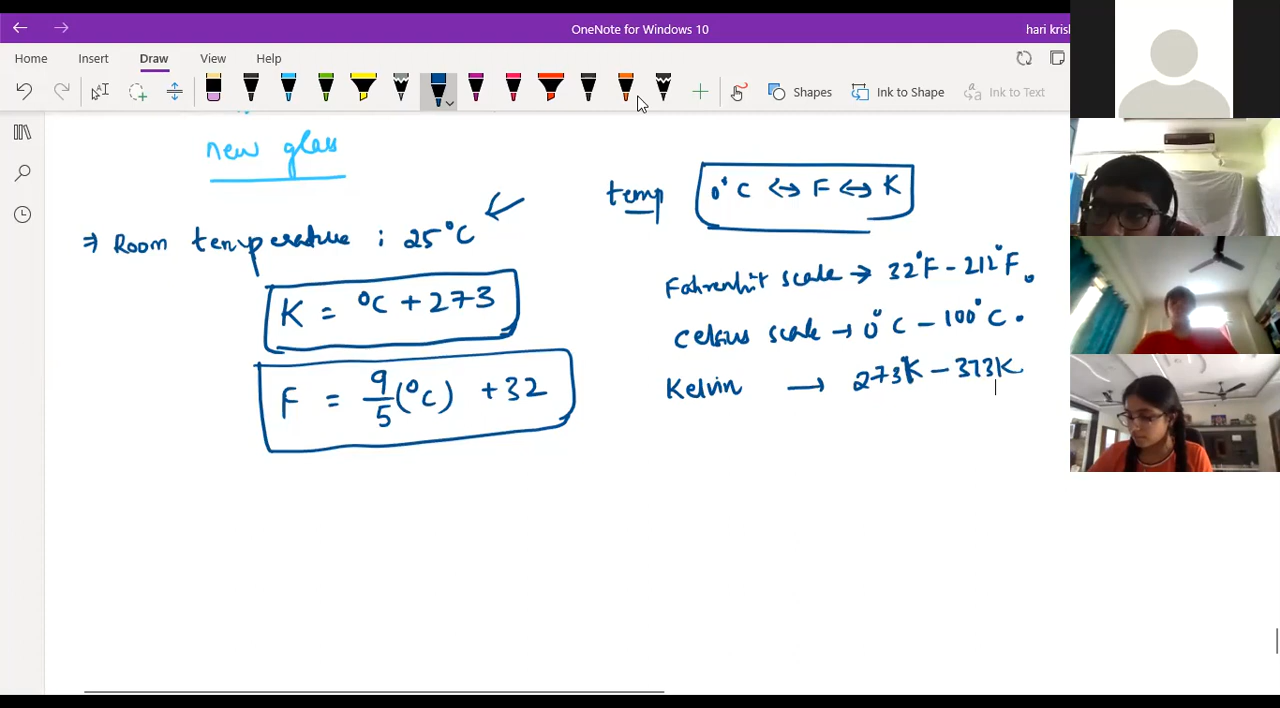 OneNote for Windows 10
hari krish
Home Insert Draw View Help
Shapes Ink to Shape Ink to Text
new glass
⇒ Room temperature : 25°C
K = °C + 273
F = 9/5 (°C) + 32
temp 0°C ↔ F ↔ K
Fahrenhit scale → 32°F - 212°F.
Celsius scale → 0°C - 100°C.
Kelvin → 273K - 373K